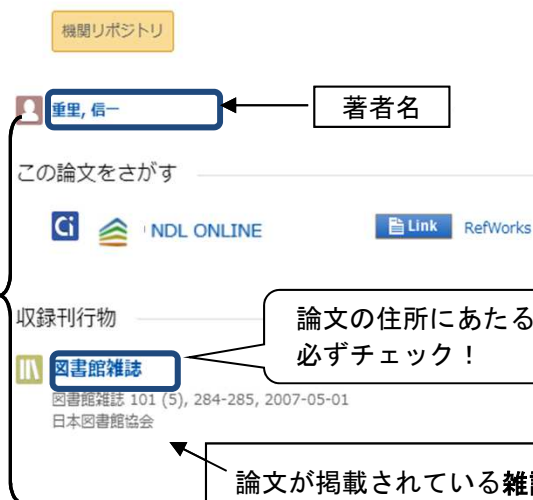 機関リポジトリ
重里, 信一
著者名
この論文をさがす
Ci NDL ONLINE Link RefWorks
収録刊行物
論文の住所にあたる
必ずチェック！
図書館雑誌
図書館雑誌 101 (5), 284-285, 2007-05-01
日本図書館協会
論文が掲載されている雑